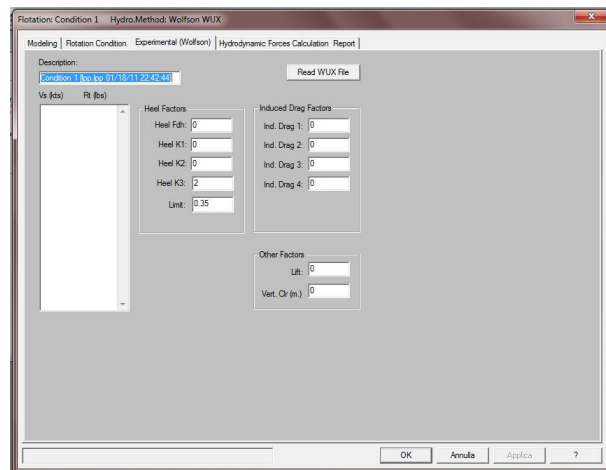 Flotation: Condition 1 Hydro.Method: Wolfson WUX
Modeling Flotation Condition Experimental (Wolfson) Hydrodynamic Forces Calculation Report
Description:
Condition 1 [lpp lpp 01/18/11 22:42:44]
Read WUX File
Vs (kts) Rt (lbs)
Heel Factors
Heel Fdh: 0
Heel K1: 0
Heel K2: 0
Heel K3: 2
Limit: 0.35
Induced Drag Factors
Ind. Drag 1: 0
Ind. Drag 2: 0
Ind. Drag 3: 0
Ind. Drag 4: 0
Other Factors
Lift: 0
Vert. Clr (m.) 0
OK Annulla Applica ?